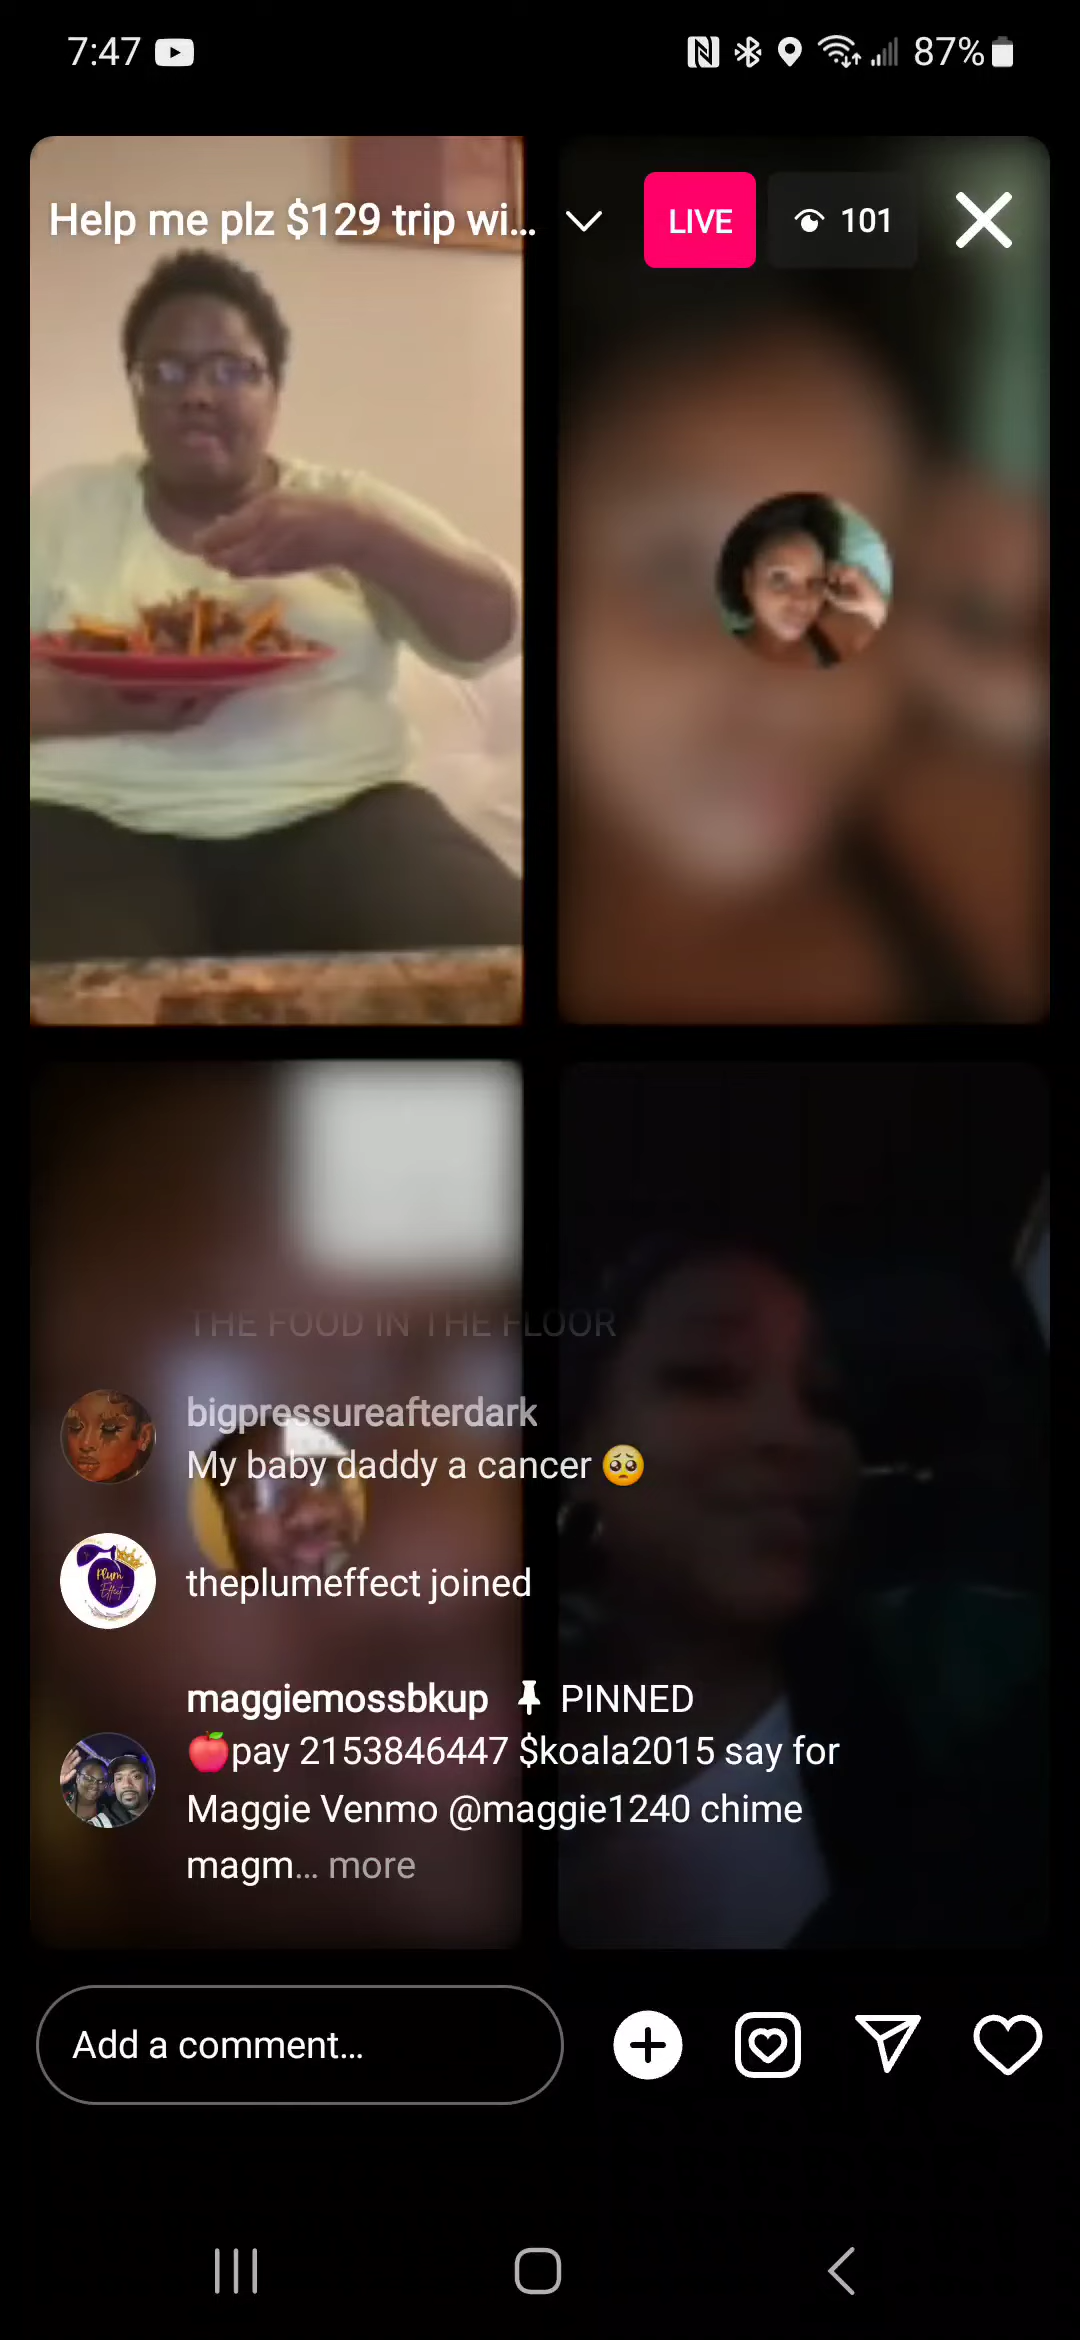 7:47
87%
Help me plz $129 trip wi...
LIVE
101
THE FOOD IN THE FLOOR
bigpressureafterdark
My baby daddy a cancer 🥺
Plum
Effect
theplumeffect joined
maggiemossbkup 📌 PINNED
🍎pay 2153846447 $koala2015 say for
Maggie Venmo @maggie1240 chime
magm... more
Add a comment...